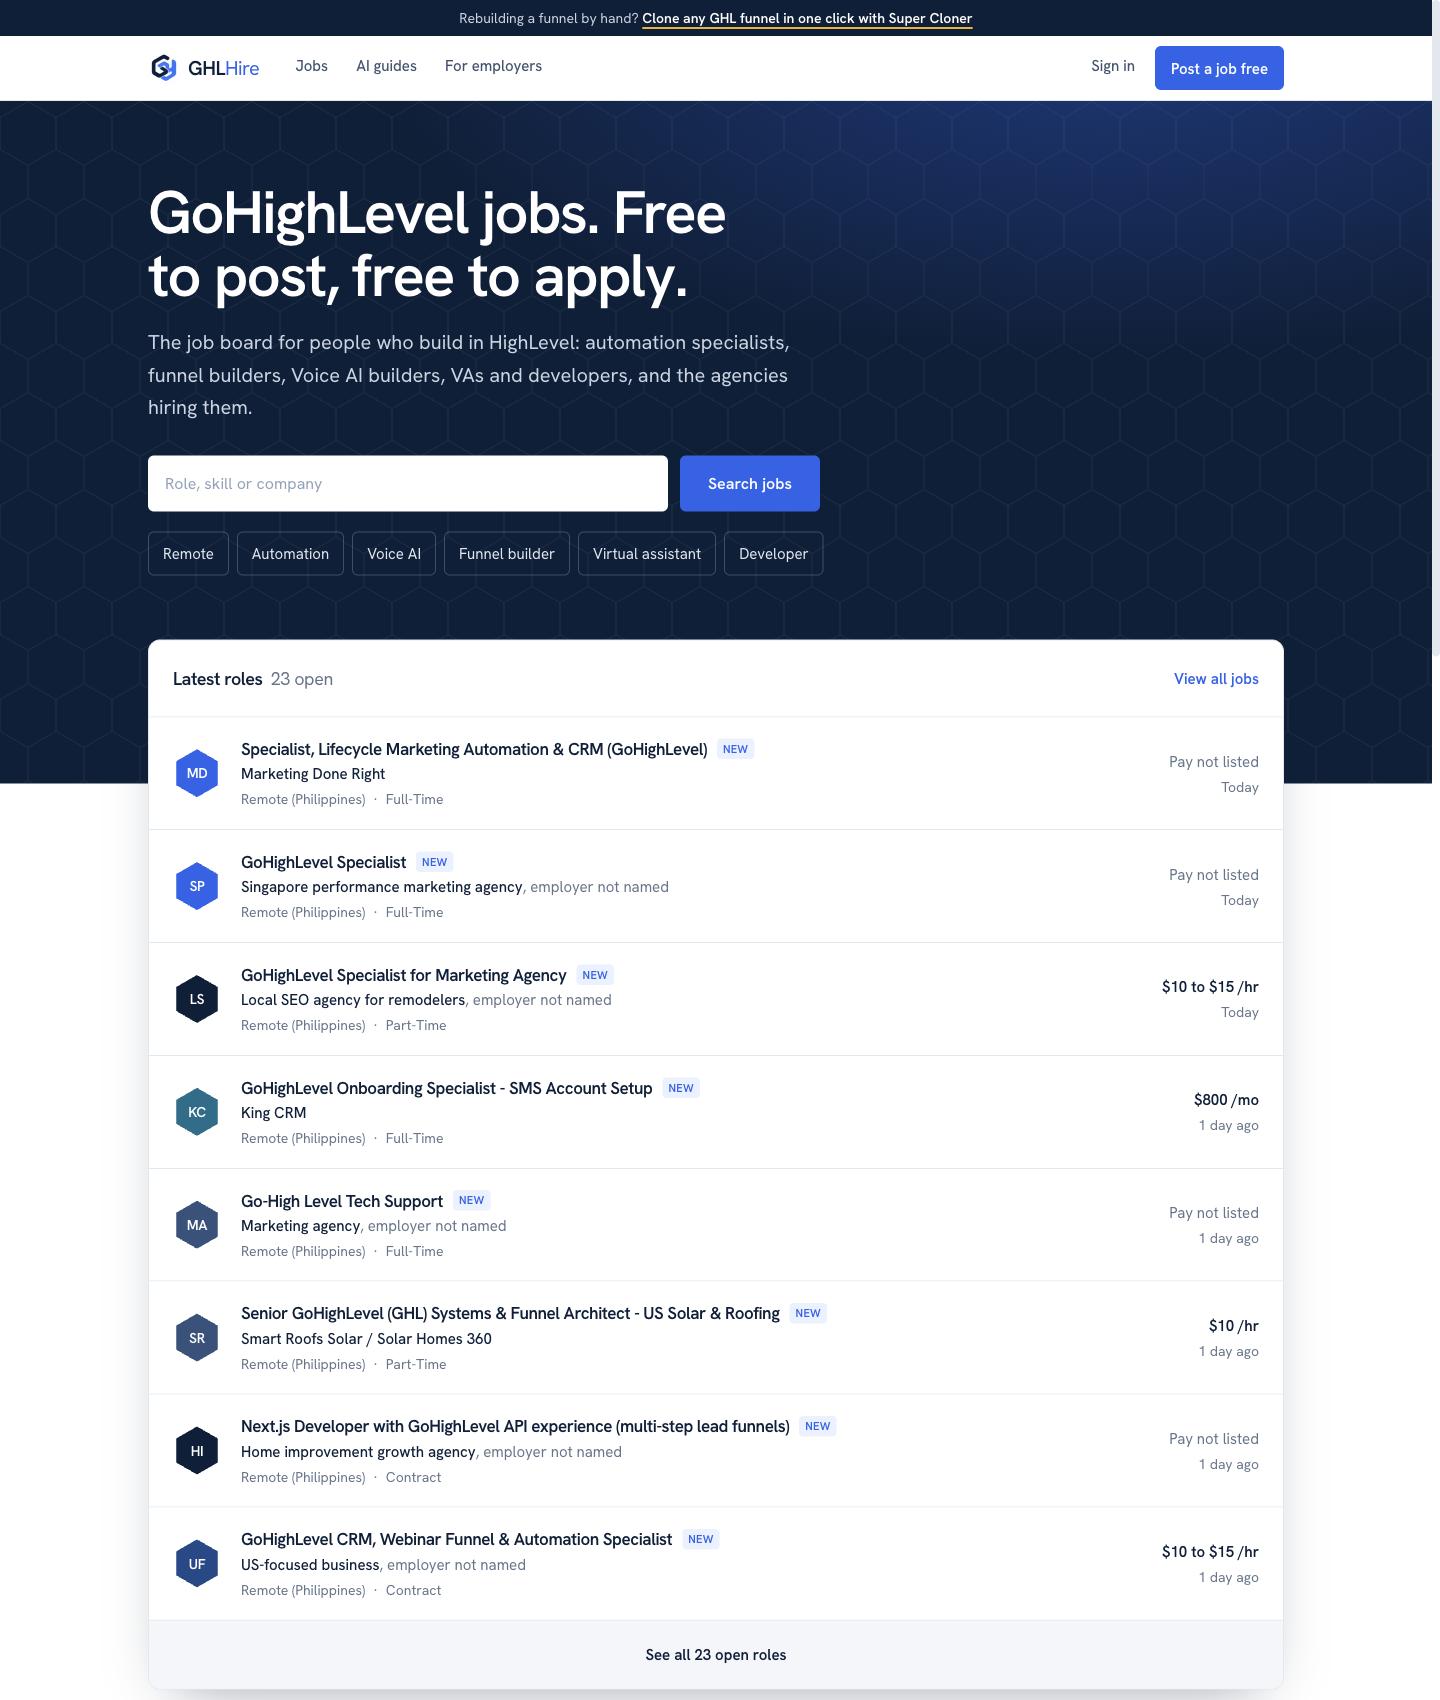 Rebuilding a funnel by hand? Clone any GHL funnel in one click with Super Cloner
GHLHire Jobs AI guides For employers Sign in Post a job free
GoHighLevel jobs. Free
to post, free to apply.
The job board for people who build in HighLevel: automation specialists,
funnel builders, Voice AI builders, VAs and developers, and the agencies
hiring them.
Role, skill or company Search jobs
Remote Automation Voice AI Funnel builder Virtual assistant Developer
Latest roles 23 open View all jobs
MD
Specialist, Lifecycle Marketing Automation & CRM (GoHighLevel) NEW
Marketing Done Right
Remote (Philippines) · Full-Time
Pay not listed
Today
SP
GoHighLevel Specialist NEW
Singapore performance marketing agency, employer not named
Remote (Philippines) · Full-Time
Pay not listed
Today
LS
GoHighLevel Specialist for Marketing Agency NEW
Local SEO agency for remodelers, employer not named
Remote (Philippines) · Part-Time
$10 to $15 /hr
Today
KC
GoHighLevel Onboarding Specialist - SMS Account Setup NEW
King CRM
Remote (Philippines) · Full-Time
$800 /mo
1 day ago
MA
Go-High Level Tech Support NEW
Marketing agency, employer not named
Remote (Philippines) · Full-Time
Pay not listed
1 day ago
SR
Senior GoHighLevel (GHL) Systems & Funnel Architect - US Solar & Roofing NEW
Smart Roofs Solar / Solar Homes 360
Remote (Philippines) · Part-Time
$10 /hr
1 day ago
HI
Next.js Developer with GoHighLevel API experience (multi-step lead funnels) NEW
Home improvement growth agency, employer not named
Remote (Philippines) · Contract
Pay not listed
1 day ago
UF
GoHighLevel CRM, Webinar Funnel & Automation Specialist NEW
US-focused business, employer not named
Remote (Philippines) · Contract
$10 to $15 /hr
1 day ago
See all 23 open roles